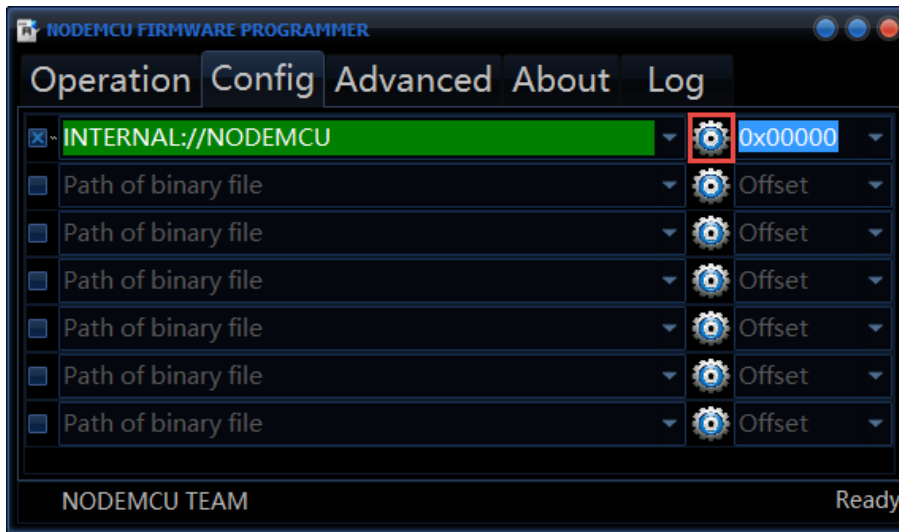 NODEMCU FIRMWARE PROGRAMMER
Operation Config Advanced About Log
INTERNAL://NODEMCU 0x00000
Path of binary file Offset
Path of binary file Offset
Path of binary file Offset
Path of binary file Offset
Path of binary file Offset
Path of binary file Offset
NODEMCU TEAM Ready